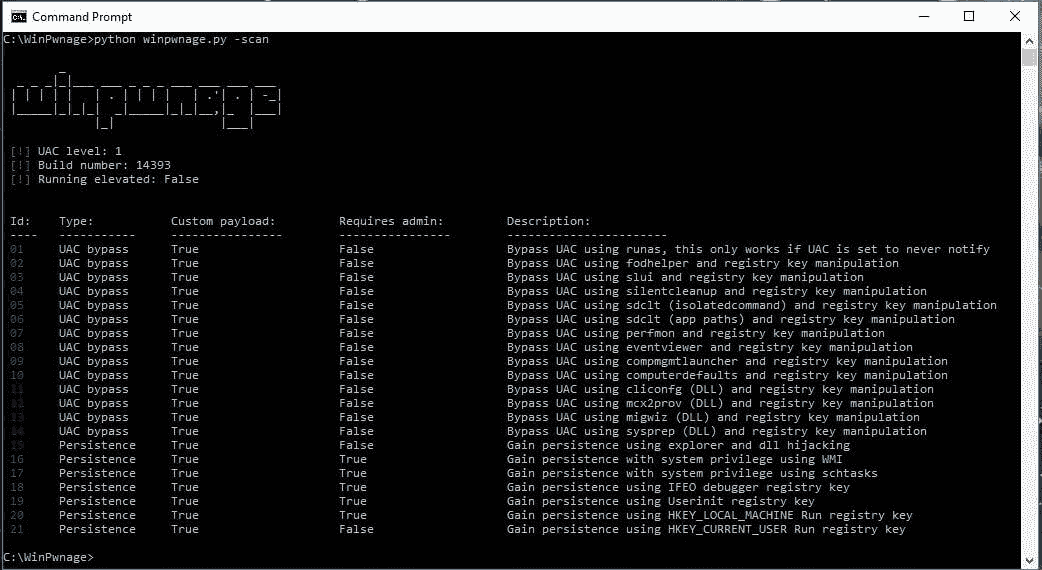 Command Prompt
C:\WinPwnage>python winpwnage.py -scan
             _
 _ _ _|_|___ ___ _ _ _ ___ ___ ___ ___
| | | | |   | . | | | |   | .'| . | -_|
|_____|_|_|_|  _|_____|_|_|__,|_  |___|
            |_|               |___|
[!] UAC level: 1
[!] Build number: 14393
[!] Running elevated: False
Id: Type: Custom payload: Requires admin: Description:
---- ----------- ---------------- ---------------- -----------------------
01 UAC bypass True False Bypass UAC using runas, this only works if UAC is set to never notify
02 UAC bypass True False Bypass UAC using fodhelper and registry key manipulation
03 UAC bypass True False Bypass UAC using slui and registry key manipulation
04 UAC bypass True False Bypass UAC using silentcleanup and registry key manipulation
05 UAC bypass True False Bypass UAC using sdclt (isolatedcommand) and registry key manipulation
06 UAC bypass True False Bypass UAC using sdclt (app paths) and registry key manipulation
07 UAC bypass True False Bypass UAC using perfmon and registry key manipulation
08 UAC bypass True False Bypass UAC using eventviewer and registry key manipulation
09 UAC bypass True False Bypass UAC using compmgmtlauncher and registry key manipulation
10 UAC bypass True False Bypass UAC using computerdefaults and registry key manipulation
11 UAC bypass True False Bypass UAC using cliconfg (DLL) and registry key manipulation
12 UAC bypass True False Bypass UAC using mcx2prov (DLL) and registry key manipulation
13 UAC bypass True False Bypass UAC using migwiz (DLL) and registry key manipulation
14 UAC bypass True False Bypass UAC using sysprep (DLL) and registry key manipulation
15 Persistence True False Gain persistence using explorer and dll hijacking
16 Persistence True True Gain persistence with system privilege using WMI
17 Persistence True True Gain persistence with system privilege using schtasks
18 Persistence True True Gain persistence using IFEO debugger registry key
19 Persistence True True Gain persistence using Userinit registry key
20 Persistence True True Gain persistence using HKEY_LOCAL_MACHINE Run registry key
21 Persistence True False Gain persistence using HKEY_CURRENT_USER Run registry key
C:\WinPwnage>